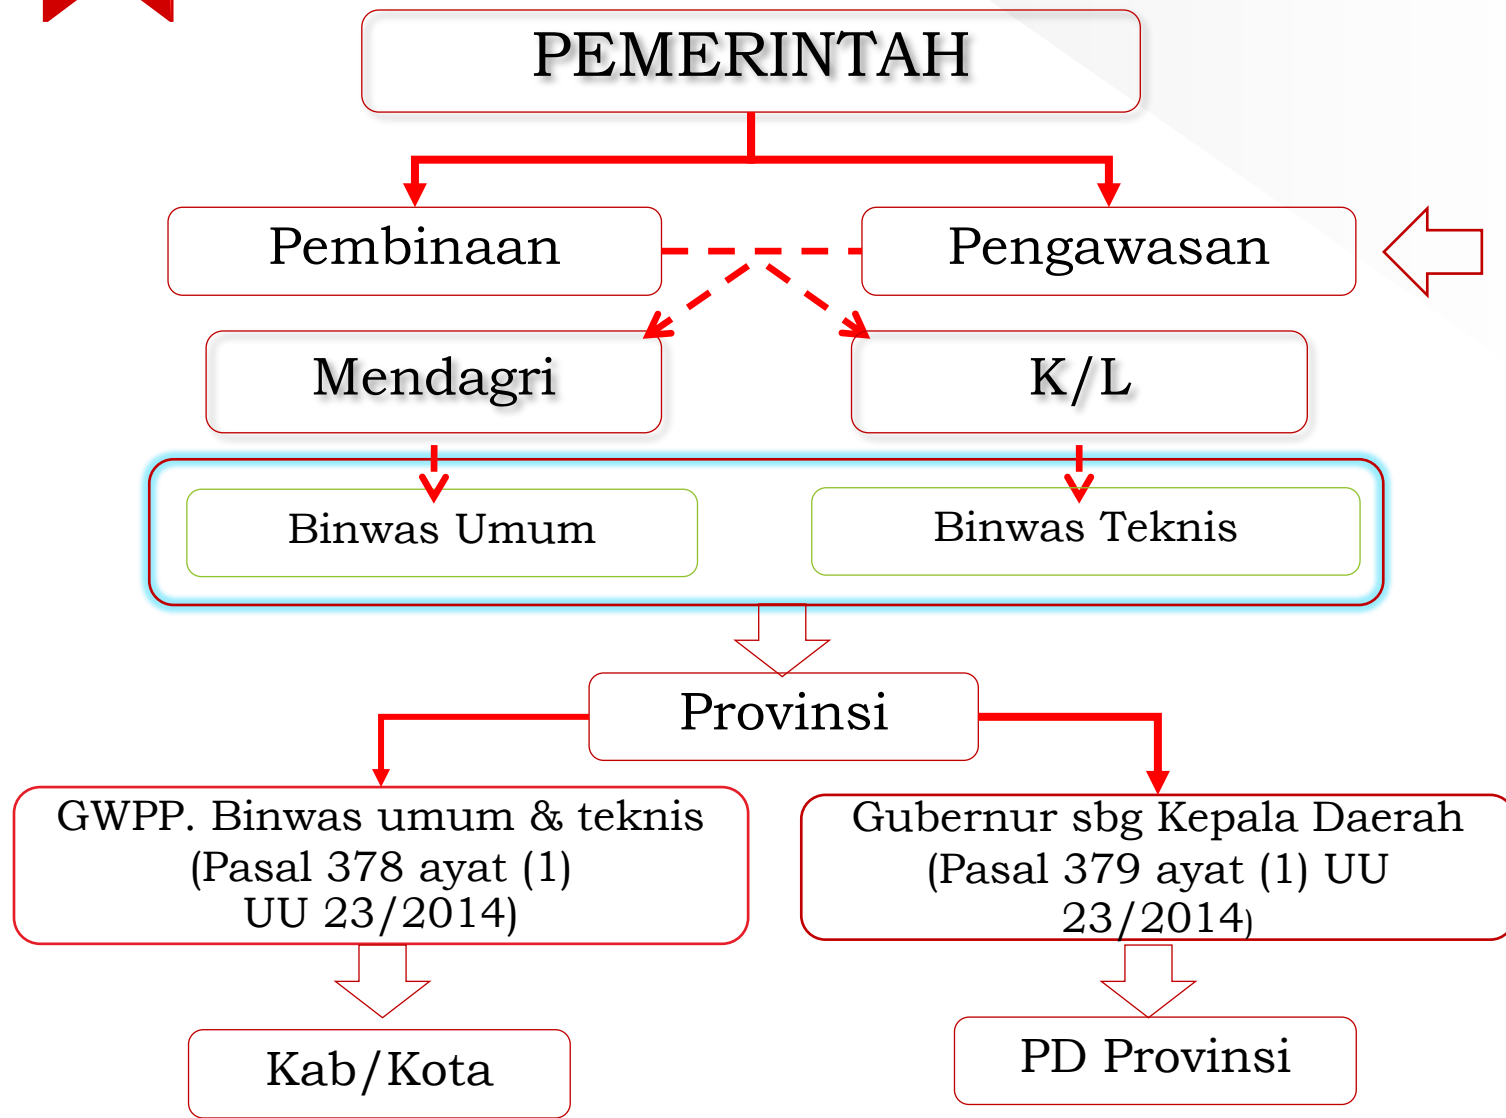 PEMERINTAH
Pembinaan
Pengawasan
Mendagri
K/L
Binwas Umum
Binwas Teknis
Provinsi
GWPP. Binwas umum & teknis
(Pasal 378 ayat (1)
UU 23/2014)
Gubernur sbg Kepala Daerah
(Pasal 379 ayat (1) UU
23/2014)
Kab/Kota
PD Provinsi